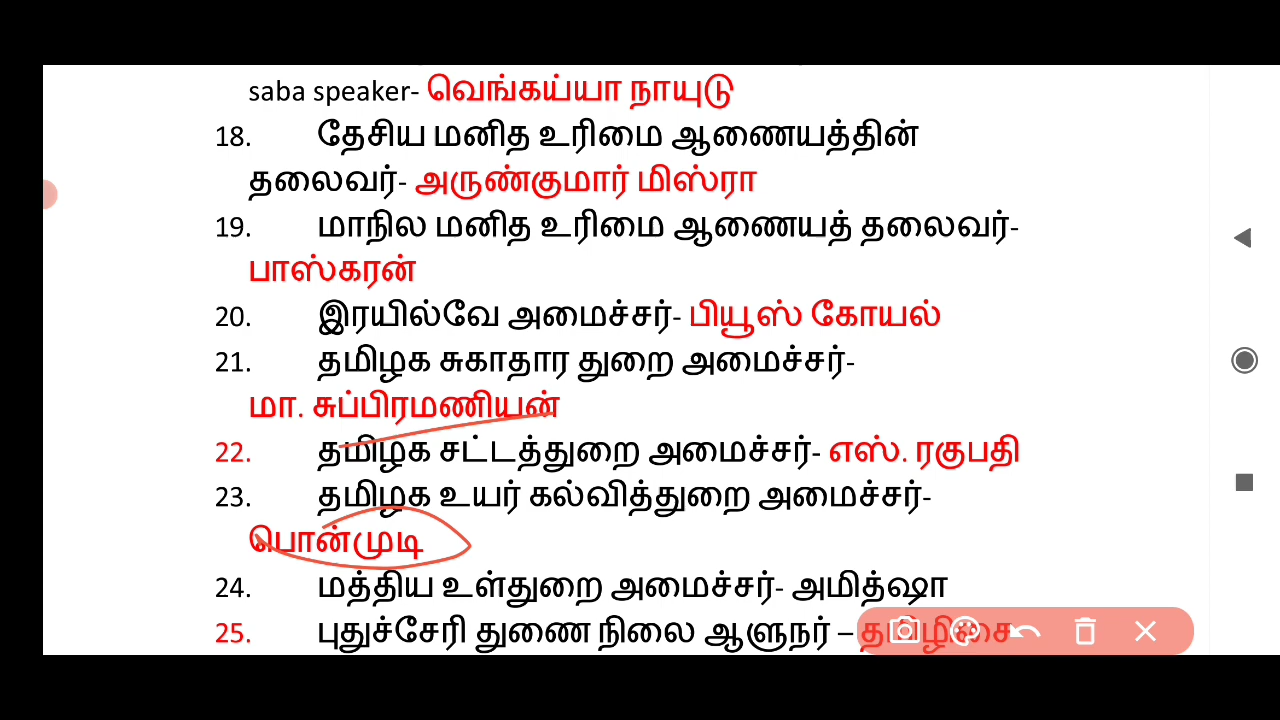 saba speaker- வெங்கய்யா நாயுடு
18. தேசிய மனித உரிமை ஆணையத்தின்
தலைவர்- அருண்குமார் மிஸ்ரா
19. மாநில மனித உரிமை ஆணையத் தலைவர்-
பாஸ்கரன்
20. இரயில்வே அமைச்சர்- பியூஸ் கோயல்
21. தமிழக சுகாதார துறை அமைச்சர்-
மா. சுப்பிரமணியன்
22. தமிழக சட்டத்துறை அமைச்சர்- எஸ். ரகுபதி
23. தமிழக உயர் கல்வித்துறை அமைச்சர்-
பொன்முடி
24. மத்திய உள்துறை அமைச்சர்- அமித்ஷா
25. புதுச்சேரி துணை நிலை ஆளுநர் – தமிழிசை